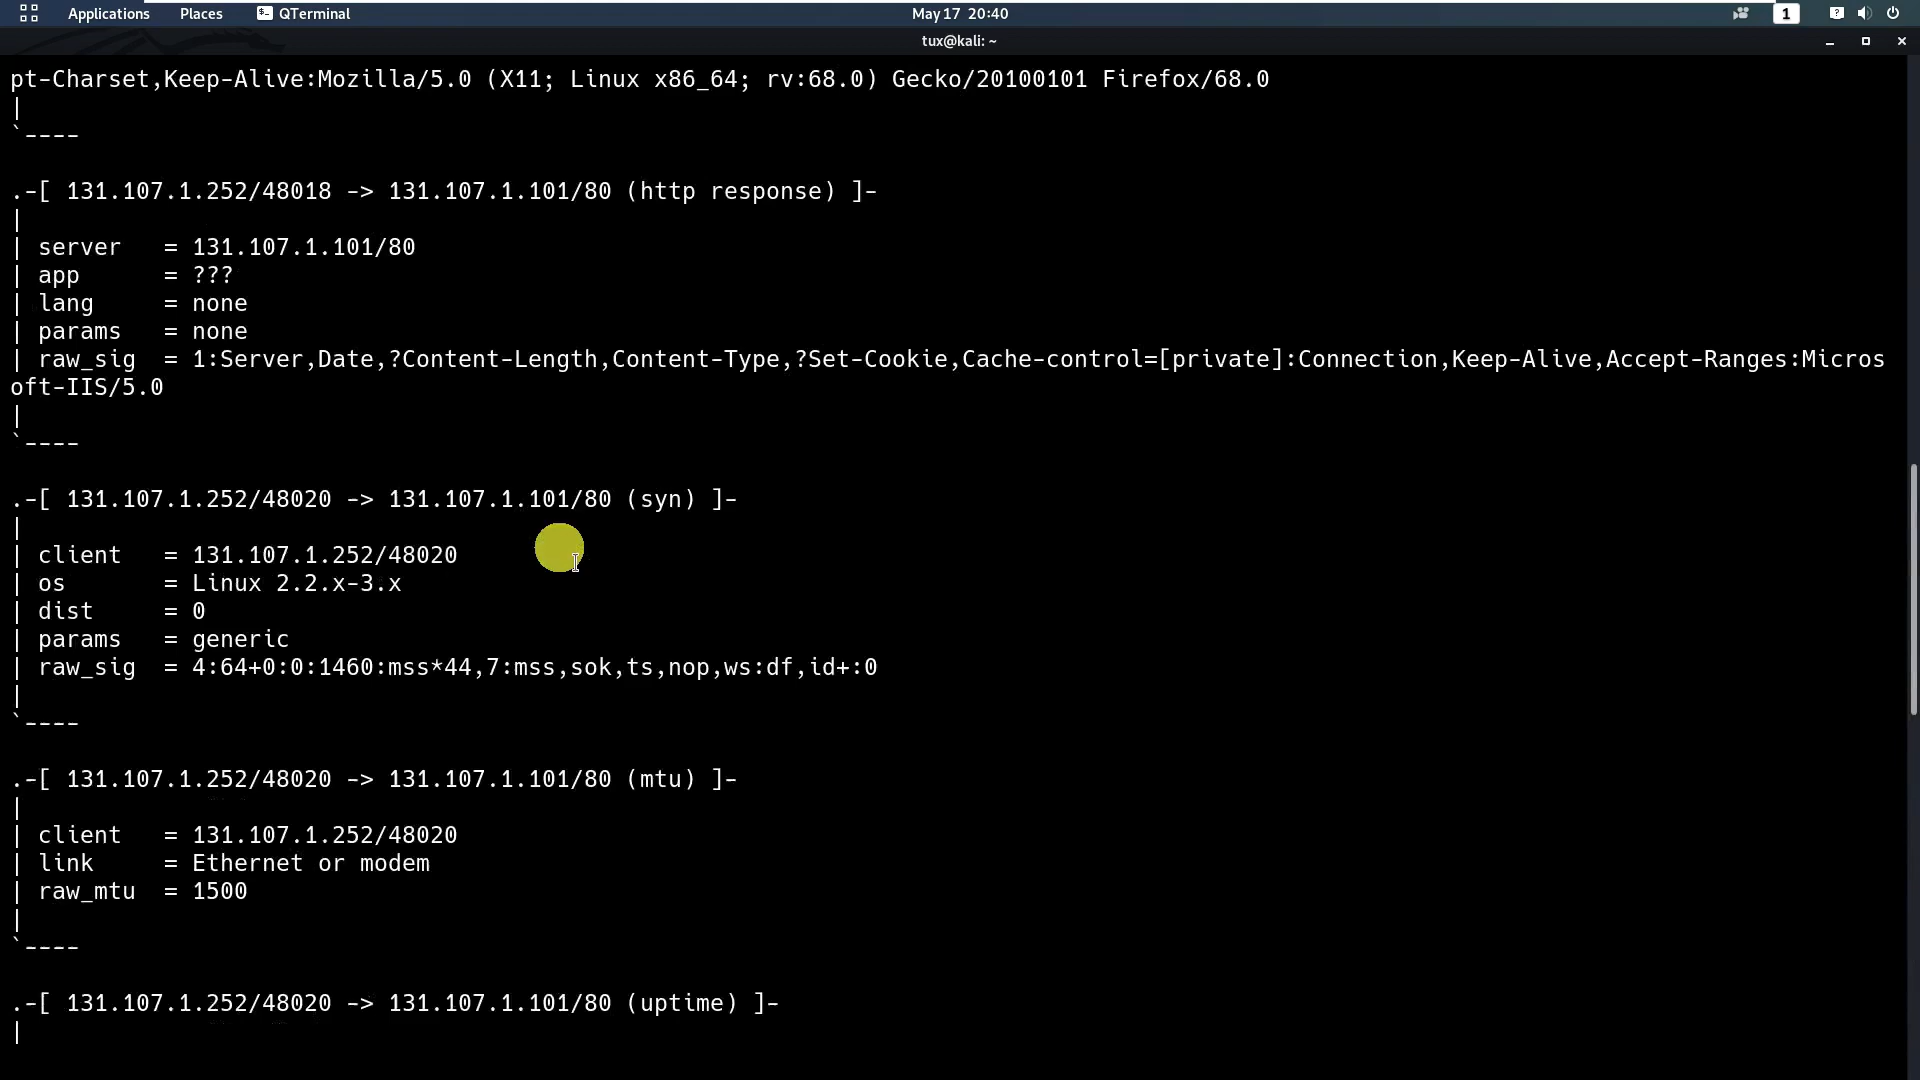 Applications Places QTerminal May 17 20:40 1
tux@kali: ~
pt-Charset,Keep-Alive:Mozilla/5.0 (X11; Linux x86_64; rv:68.0) Gecko/20100101 Firefox/68.0
|
`----
.-[ 131.107.1.252/48018 -> 131.107.1.101/80 (http response) ]-
|
| server   = 131.107.1.101/80
| app      = ???
| lang     = none
| params   = none
| raw_sig  = 1:Server,Date,?Content-Length,Content-Type,?Set-Cookie,Cache-control=[private]:Connection,Keep-Alive,Accept-Ranges:Micros
oft-IIS/5.0
|
`----
.-[ 131.107.1.252/48020 -> 131.107.1.101/80 (syn) ]-
|
| client   = 131.107.1.252/48020
| os       = Linux 2.2.x-3.x
| dist     = 0
| params   = generic
| raw_sig  = 4:64+0:0:1460:mss*44,7:mss,sok,ts,nop,ws:df,id+:0
|
`----
.-[ 131.107.1.252/48020 -> 131.107.1.101/80 (mtu) ]-
|
| client   = 131.107.1.252/48020
| link     = Ethernet or modem
| raw_mtu  = 1500
|
`----
.-[ 131.107.1.252/48020 -> 131.107.1.101/80 (uptime) ]-
|